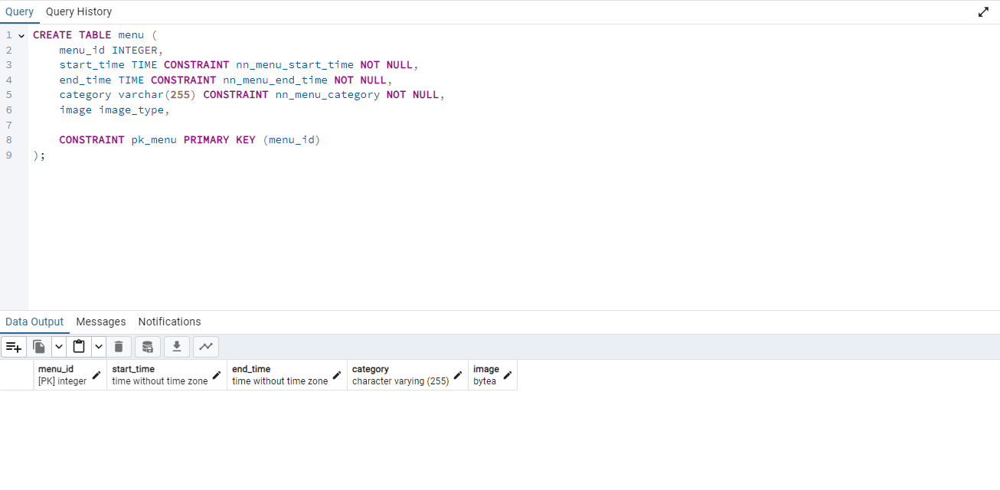 Query Query History
1 CREATE TABLE menu (
2 menu_id INTEGER,
3 start_time TIME CONSTRAINT nn_menu_start_time NOT NULL,
4 end_time TIME CONSTRAINT nn_menu_end_time NOT NULL,
5 category varchar(255) CONSTRAINT nn_menu_category NOT NULL,
6 image image_type,
7
8 CONSTRAINT pk_menu PRIMARY KEY (menu_id)
9 );
Data Output Messages Notifications
menu_id start_time end_time category image
[PK] integer time without time zone time without time zone character varying (255) bytea